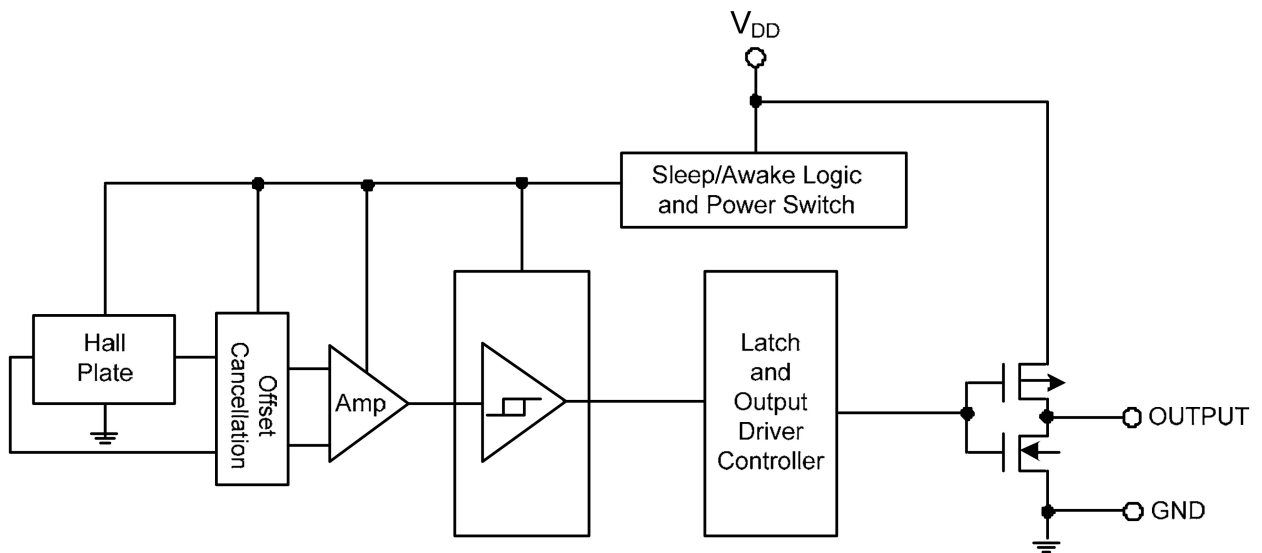 VDD
Sleep/Awake Logic
and Power Switch
Hall
Plate
Offset
Cancellation
Amp
Latch
and
Output
Driver
Controller
OUTPUT
GND